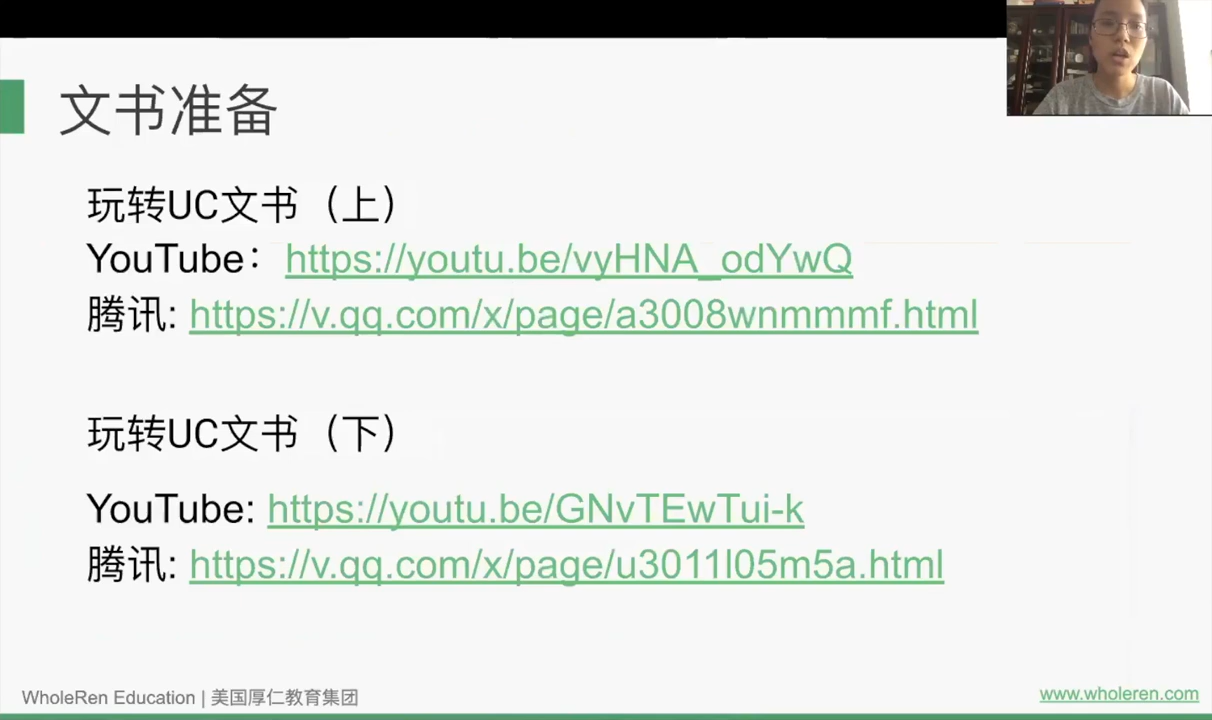 文书准备
玩转UC文书（上）
YouTube： https://youtu.be/vyHNA_odYwQ
腾讯: https://v.qq.com/x/page/a3008wnmmmf.html
玩转UC文书（下）
YouTube: https://youtu.be/GNvTEwTui-k
腾讯: https://v.qq.com/x/page/u3011l05m5a.html
WholeRen Education | 美国厚仁教育集团
www.wholeren.com